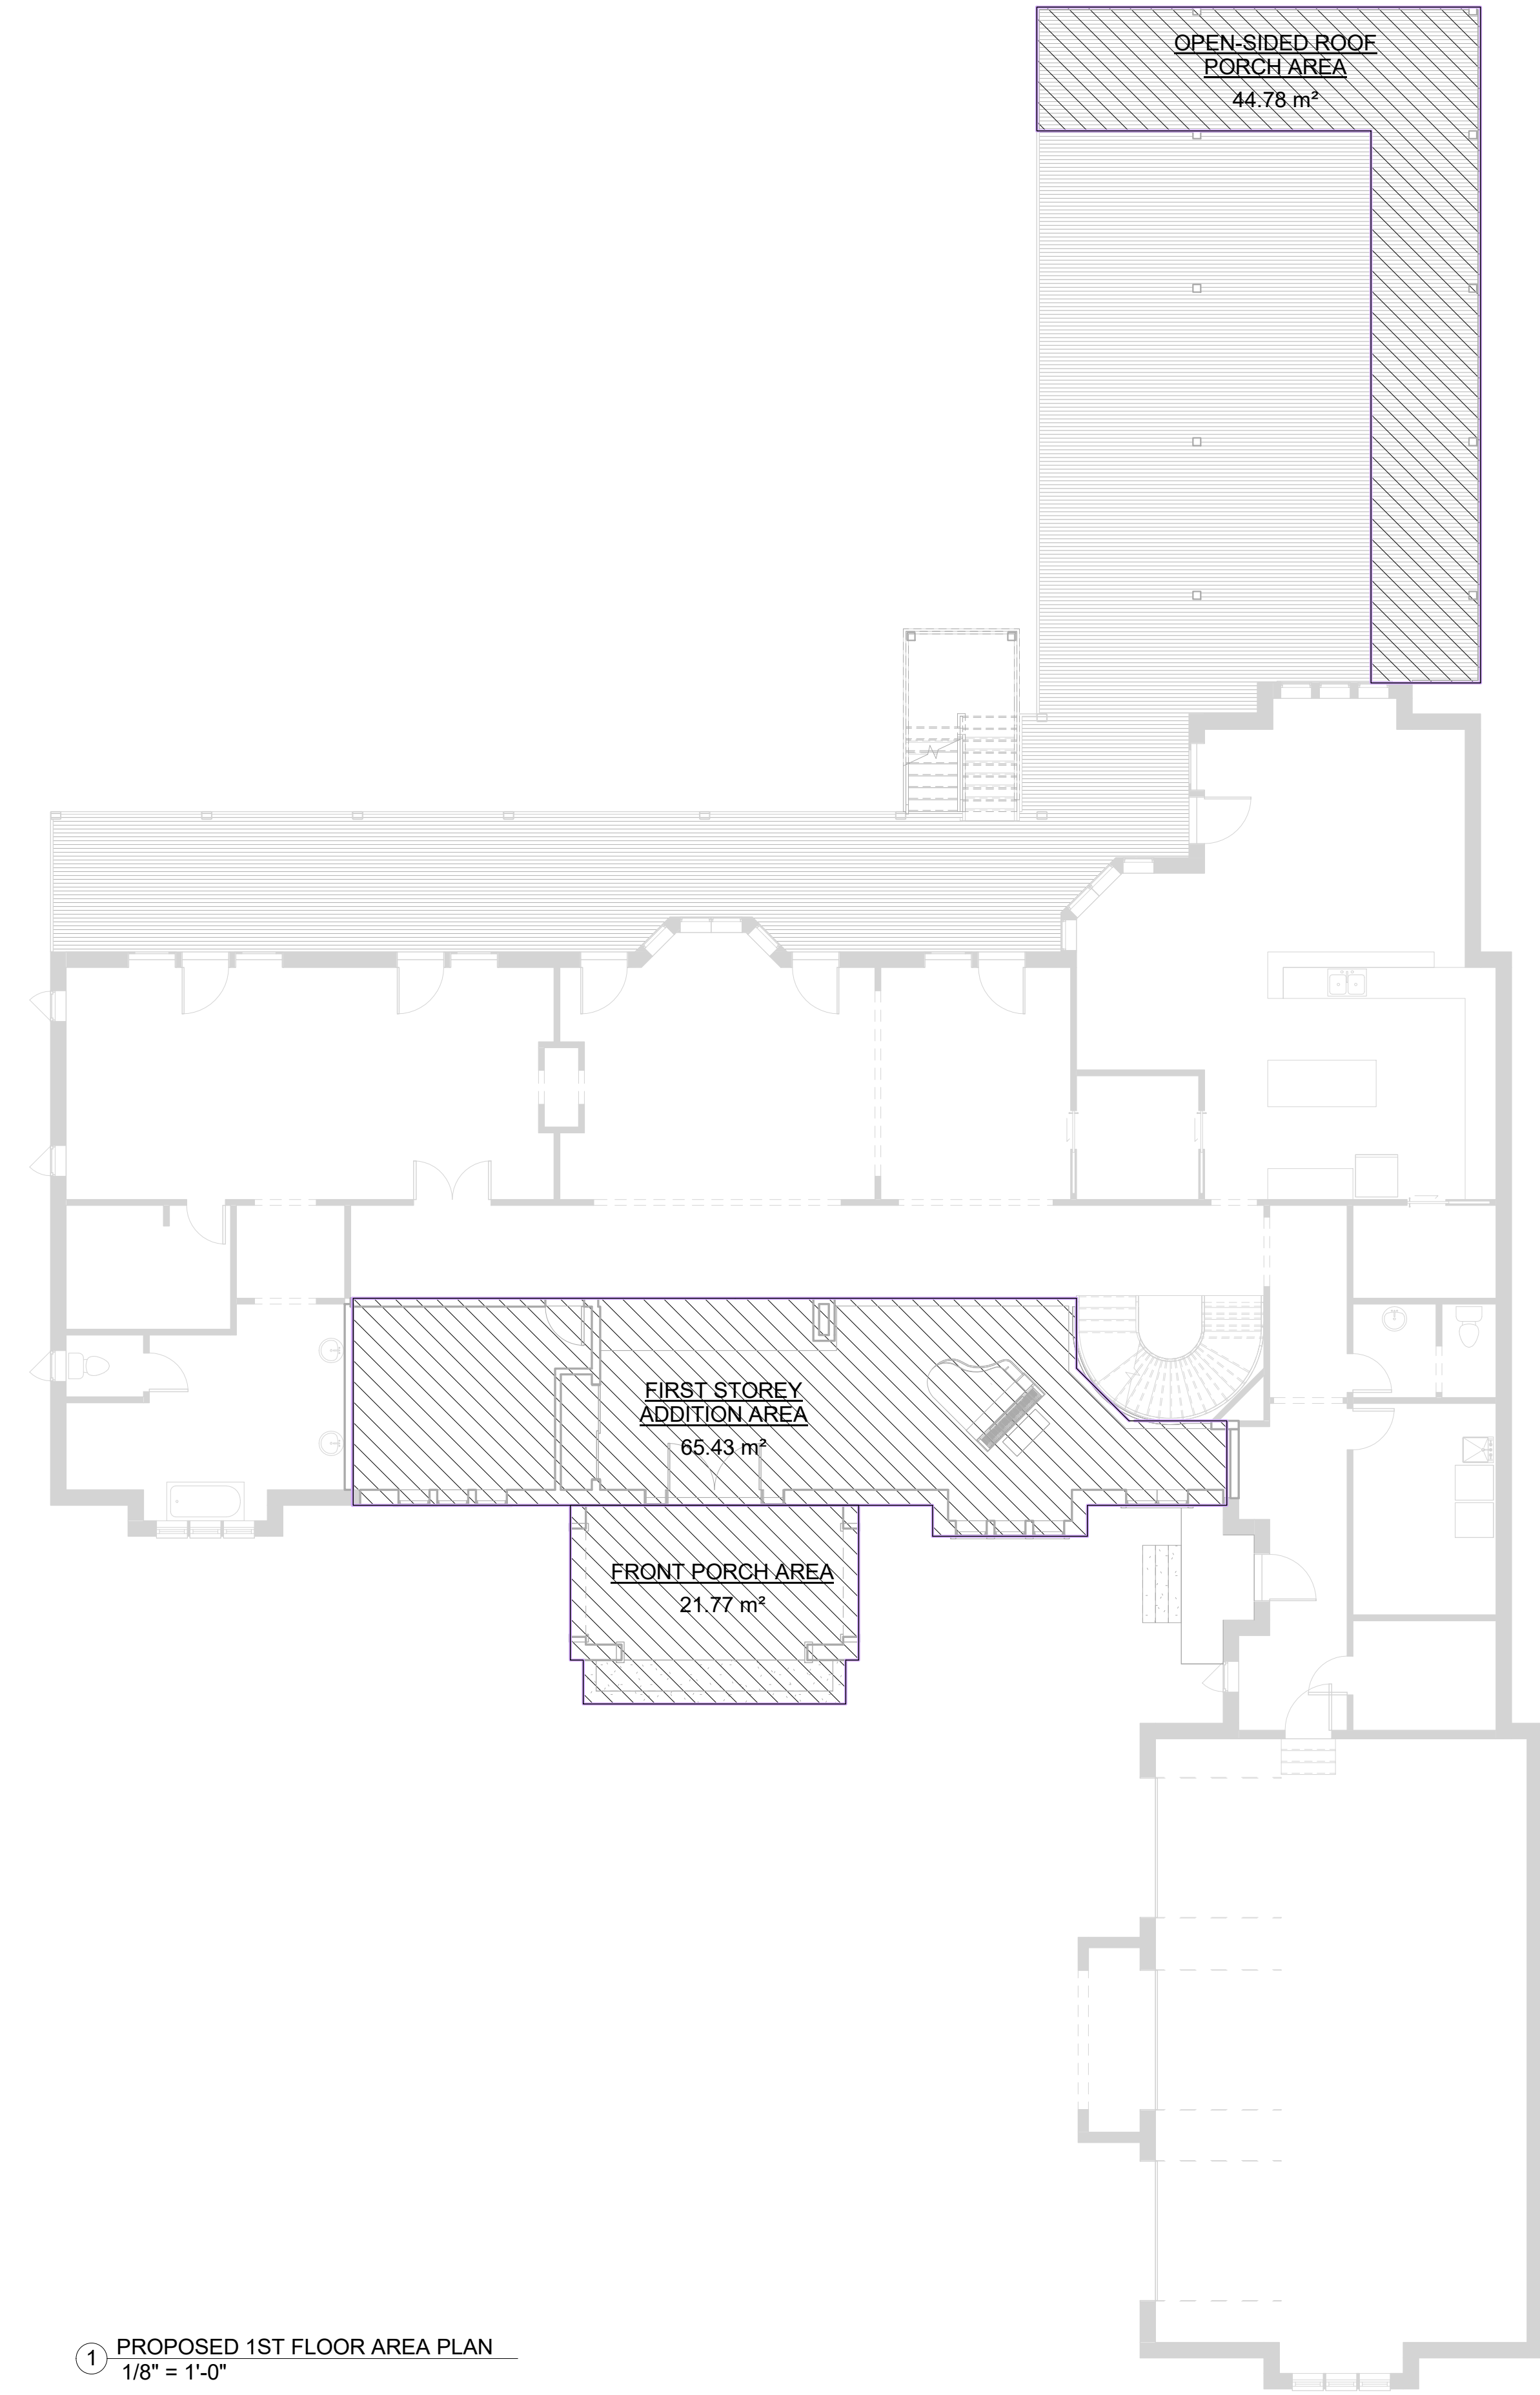 OPEN-SIDED ROOF
PORCH AREA
44.78 m²
FIRST STOREY
ADDITION AREA
65.43 m²
FRONT PORCH AREA
21.77 m²
1
PROPOSED 1ST FLOOR AREA PLAN
1/8" = 1'-0"